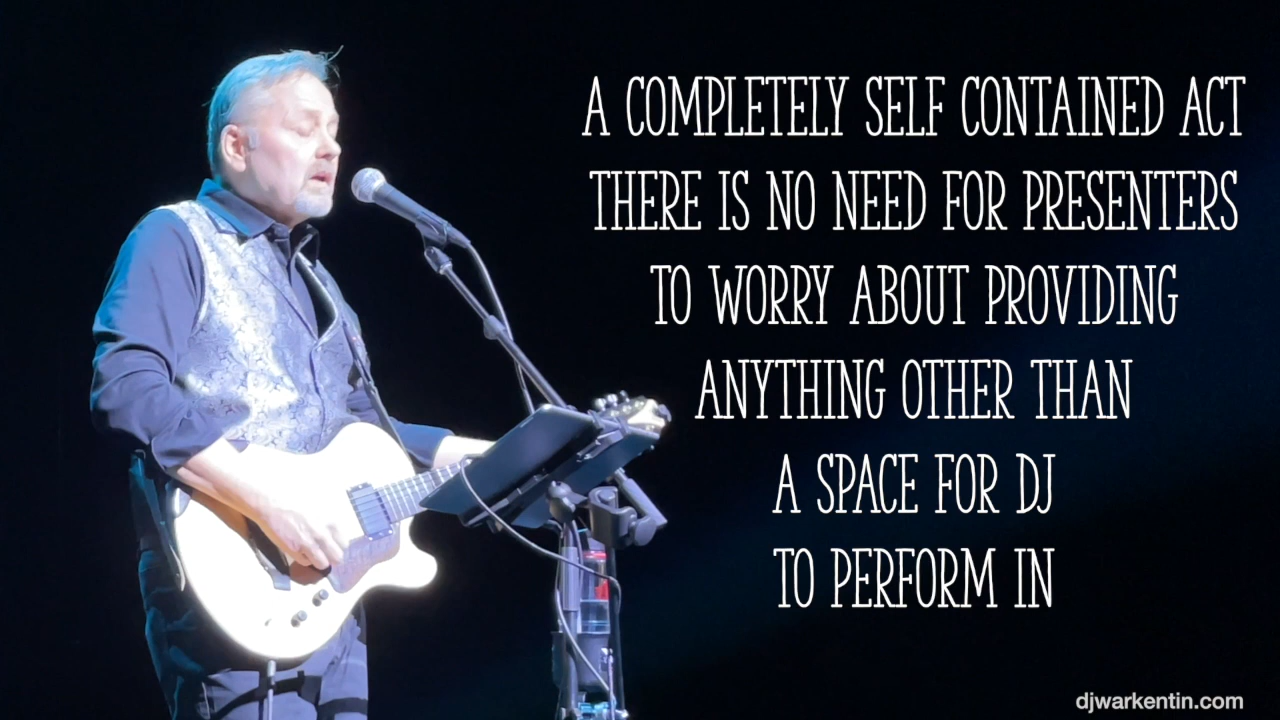 A COMPLETELY SELF CONTAINED ACT
THERE IS NO NEED FOR PRESENTERS
TO WORRY ABOUT PROVIDING
ANYTHING OTHER THAN
A SPACE FOR DJ
TO PERFORM IN
djwarkentin.com